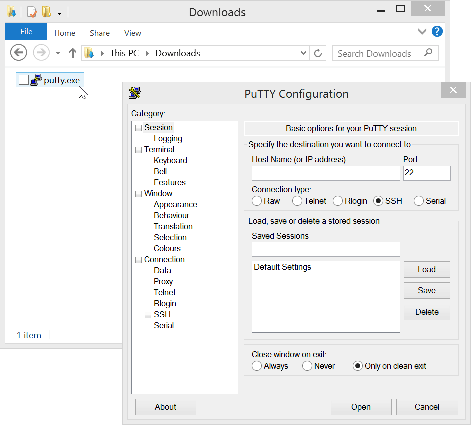 Downloads
File Home Share View
This PC Downloads Search Downloads
putty.exe
1 item
PuTTY Configuration
Category:
Session
Logging
Terminal
Keyboard
Bell
Features
Window
Appearance
Behaviour
Translation
Selection
Colours
Connection
Data
Proxy
Telnet
Rlogin
SSH
Serial
Basic options for your PuTTY session
Specify the destination you want to connect to
Host Name (or IP address) Port
22
Connection type:
Raw Telnet Rlogin SSH Serial
Load, save or delete a stored session
Saved Sessions
Default Settings
Load
Save
Delete
Close window on exit:
Always Never Only on clean exit
About Open Cancel